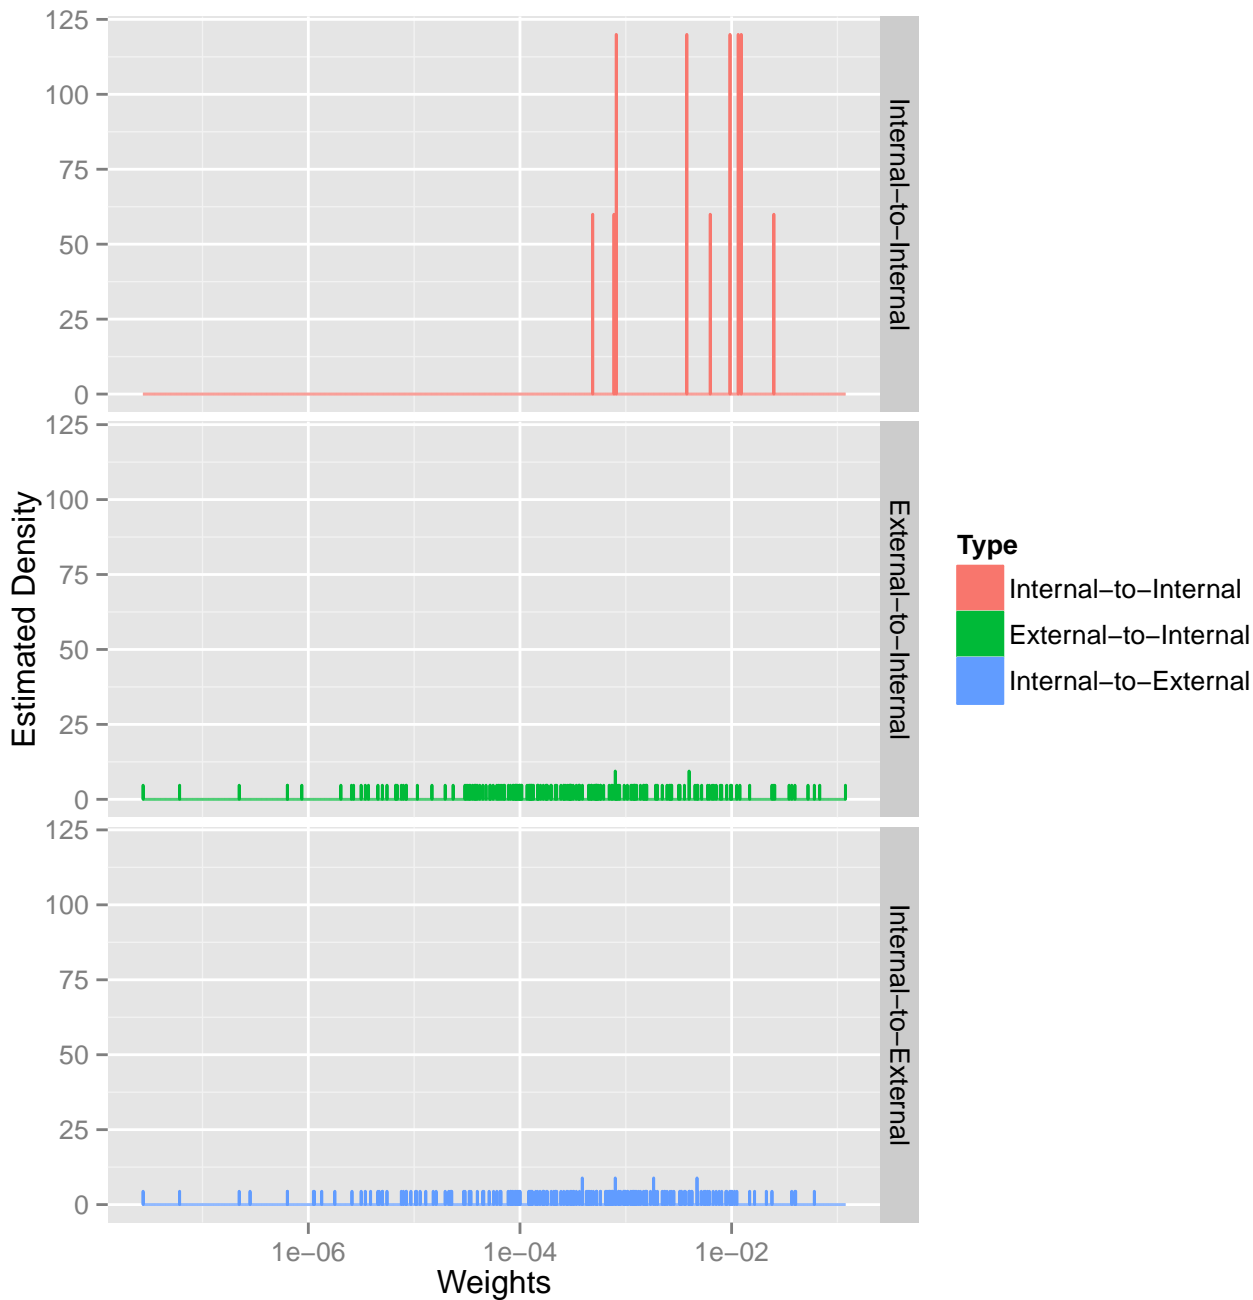 125
100
75
50
25
0
Internal−to−Internal
125
100
75
50
25
0
External−to−Internal
125
100
75
50
25
0
Internal−to−External
1e−06
1e−04
1e−02
Weights
Estimated Density
Type
Internal−to−Internal
External−to−Internal
Internal−to−External